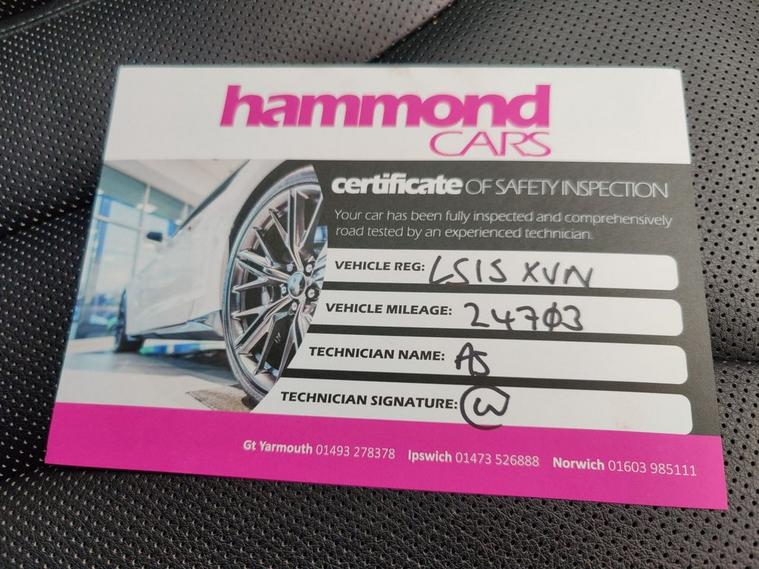 hammond
CARS
certificate OF SAFETY INSPECTION
Your car has been fully inspected and comprehensively
road tested by an experienced technician.
VEHICLE REG: LS15 XVN
VEHICLE MILEAGE: 24703
TECHNICIAN NAME: AJ
TECHNICIAN SIGNATURE:
Gt Yarmouth 01493 278378 Ipswich 01473 526888 Norwich 01603 985111